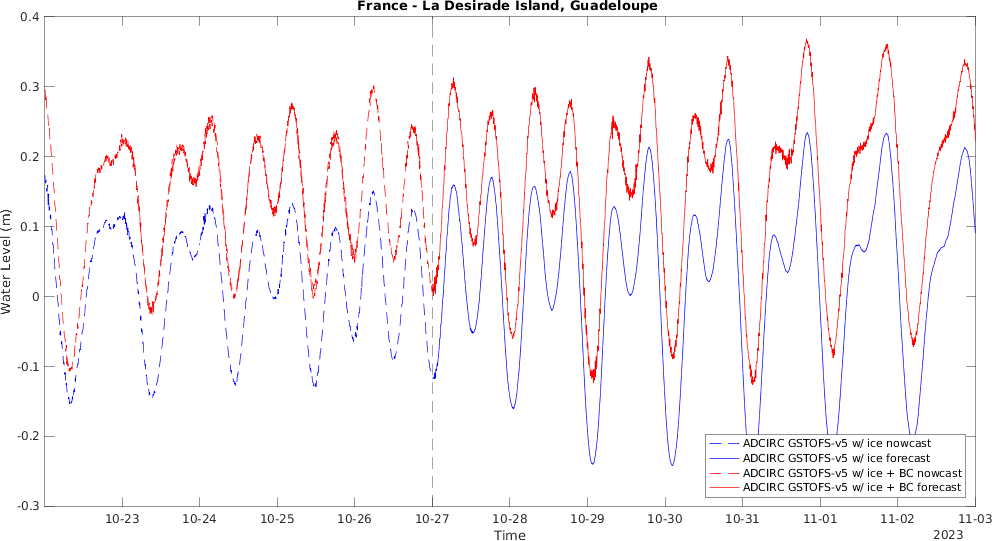 France - La Desirade Island, Guadeloupe
0.4
0.3
0.2
0.1
0
-0.1
-0.2
-0.3
Water Level (m)
ADCIRC GSTOFS-v5 w/ ice nowcast
ADCIRC GSTOFS-v5 w/ ice forecast
ADCIRC GSTOFS-v5 w/ ice + BC nowcast
ADCIRC GSTOFS-v5 w/ ice + BC forecast
10-23 10-24 10-25 10-26 10-27 10-28 10-29 10-30 10-31 11-01 11-02 11-03
Time
2023